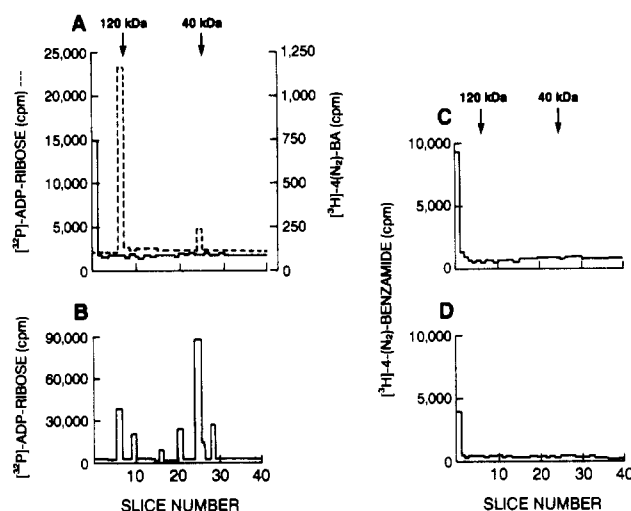 A
120 kDa
40 kDa
25,000
20,000
15,000
10,000
5,000
0
1,250
1,000
750
500
250
100
0
[³²P]-ADP-RIBOSE (cpm) ---
[³H]-4(N₂)-BA (cpm)
B
90,000
60,000
30,000
0
10
20
30
40
[³²P]-ADP-RIBOSE (cpm)
SLICE NUMBER
120 kDa
40 kDa
C
10,000
5,000
0
D
10,000
5,000
0
10
20
30
40
[³H]-4-(N₂)-BENZAMIDE (cpm)
SLICE NUMBER